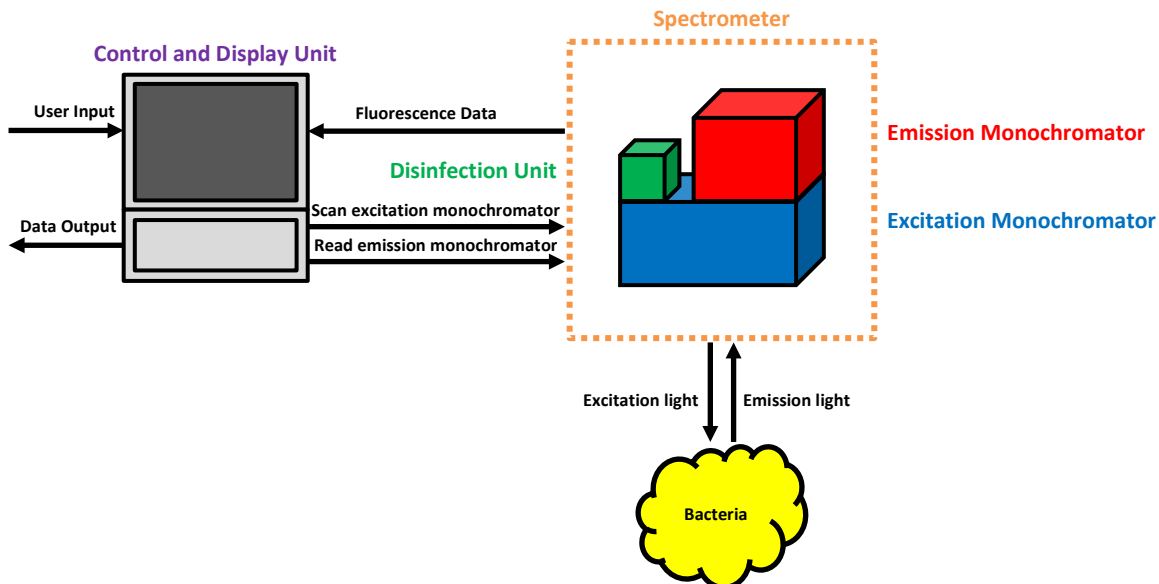 Spectrometer
Control and Display Unit
User Input
Fluorescence Data
Emission Monochromator
Disinfection Unit
Scan excitation monochromator
Excitation Monochromator
Data Output
Read emission monochromator
Excitation light
Emission light
Bacteria